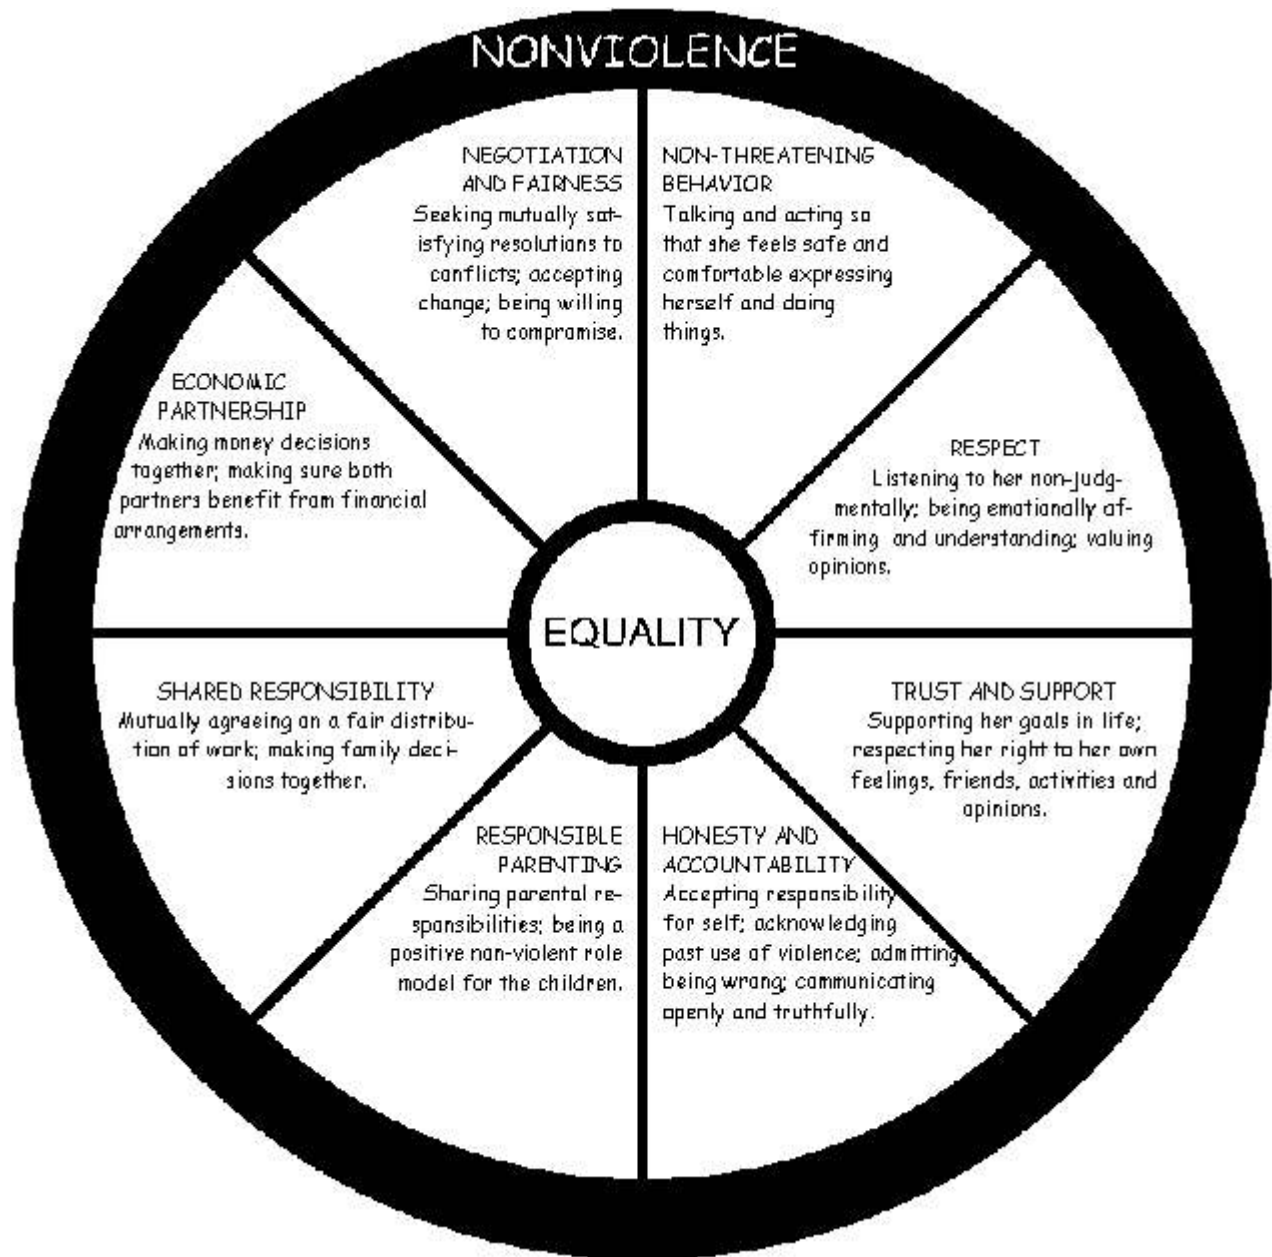 NONVIOLENCE
NEGOTIATION
AND FAIRNESS
Seeking mutually sat-
isfying resolutions to
conflicts; accepting
change; being willing
to compromise.
NON-THREATENING
BEHAVIOR
Talking and acting so
that she feels safe and
comfortable expressing
herself and doing
things.
ECONOMIC
PARTNERSHIP
Making money decisions
together; making sure both
partners benefit from financial
arrangements.
RESPECT
Listening to her non-judg-
mentally; being emotionally af-
firming and understanding; valuing
opinions.
EQUALITY
SHARED RESPONSIBILITY
Mutually agreeing on a fair distribu-
tion of work; making family deci-
sions together.
TRUST AND SUPPORT
Supporting her goals in life;
respecting her right to her own
feelings, friends, activities and
opinions.
RESPONSIBLE
PARENTING
Sharing parental re-
sponsibilities; being a
positive non-violent role
model for the children.
HONESTY AND
ACCOUNTABILITY
Accepting responsibility
for self; acknowledging
past use of violence; admitting
being wrong; communicating
openly and truthfully.